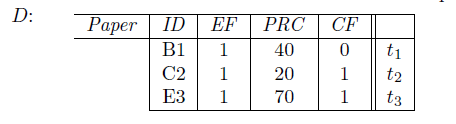 D:
Paper ID EF PRC CF
B1 1 40 0 t1
C2 1 20 1 t2
E3 1 70 1 t3